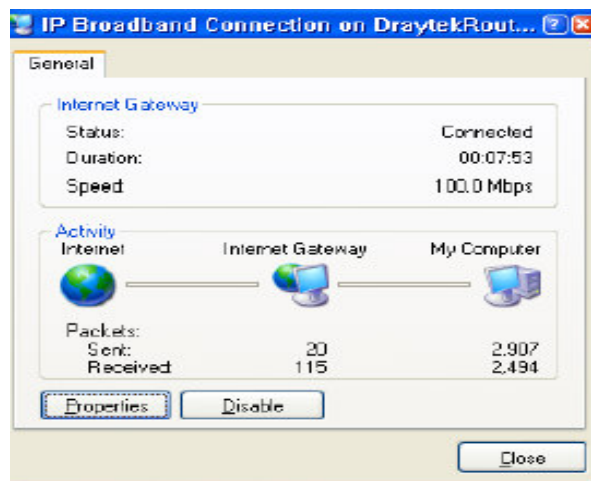 IP Broadband Connection on DraytekRout...
General
Internet Gateway
Status: Connected
Duration: 00:07:53
Speed: 100.0 Mbps
Activity
Internet Internet Gateway My Computer
Packets:
Sent: 20 2,907
Received: 115 2,494
Properties Disable
Close